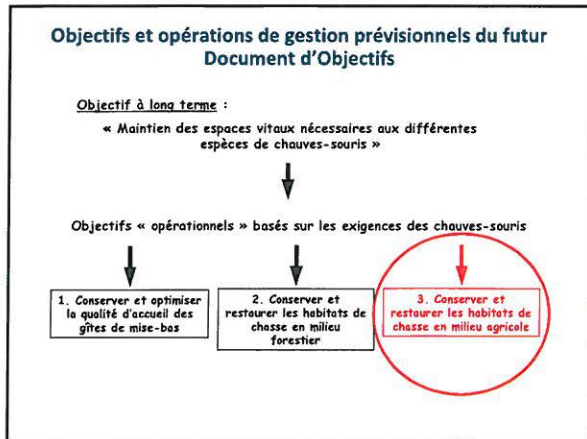 Objectifs et opérations de gestion prévisionnels du futur
Document d’Objectifs
Objectif à long terme :
« Maintien des espaces vitaux nécessaires aux différentes
espèces de chauves-souris »
Objectifs « opérationnels » basés sur les exigences des chauves-souris
1. Conserver et optimiser
la qualité d’accueil des
gîtes de mise-bas
2. Conserver et
restaurer les habitats de
chasse en milieu
forestier
3. Conserver et
restaurer les habitats de
chasse en milieu agricole